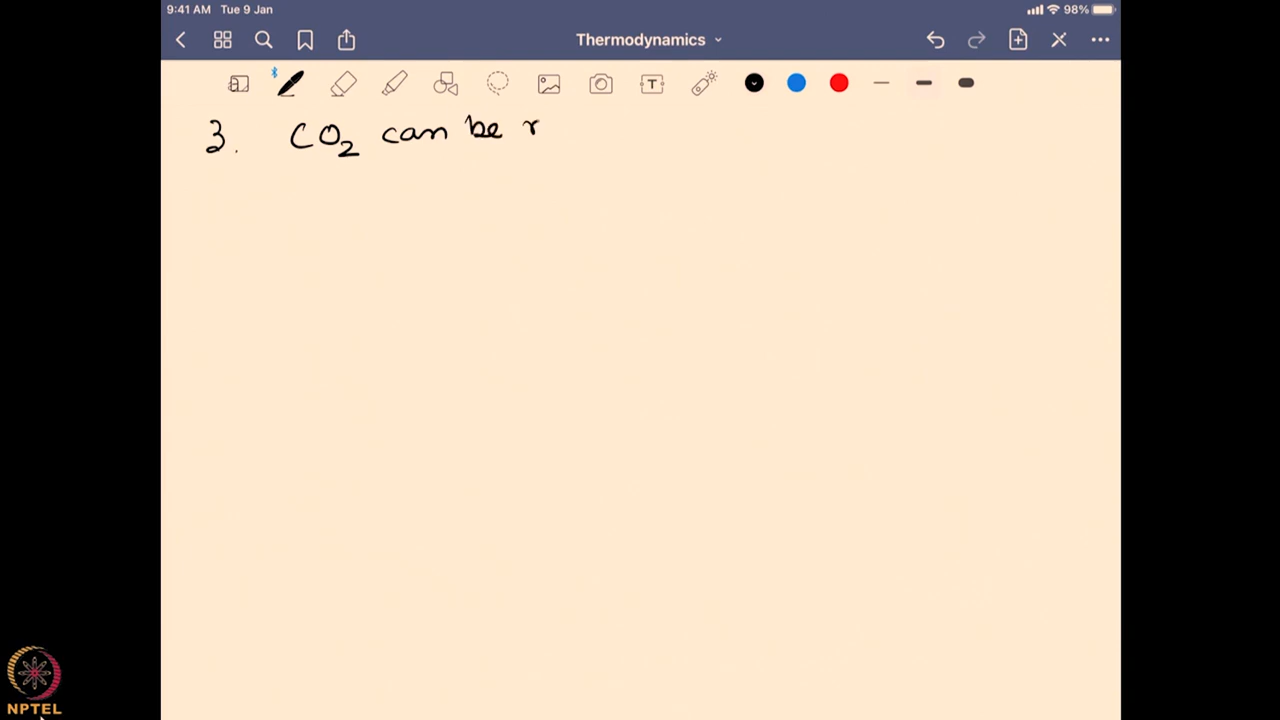 9:41 AM Tue 9 Jan 98%
Thermodynamics
T
3. CO₂ can be r
NPTEL